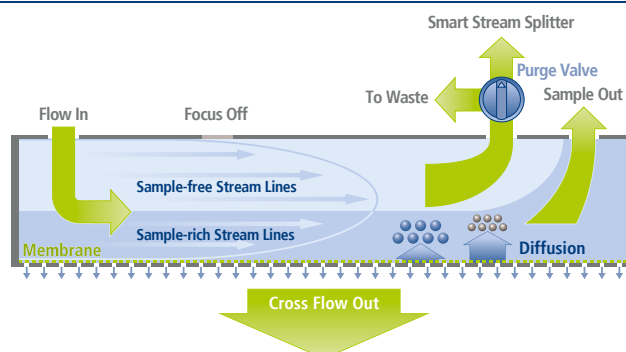 Smart Stream Splitter
Purge Valve
To Waste
Sample Out
Flow In
Focus Off
Sample-free Stream Lines
Sample-rich Stream Lines
Membrane
Diffusion
Cross Flow Out